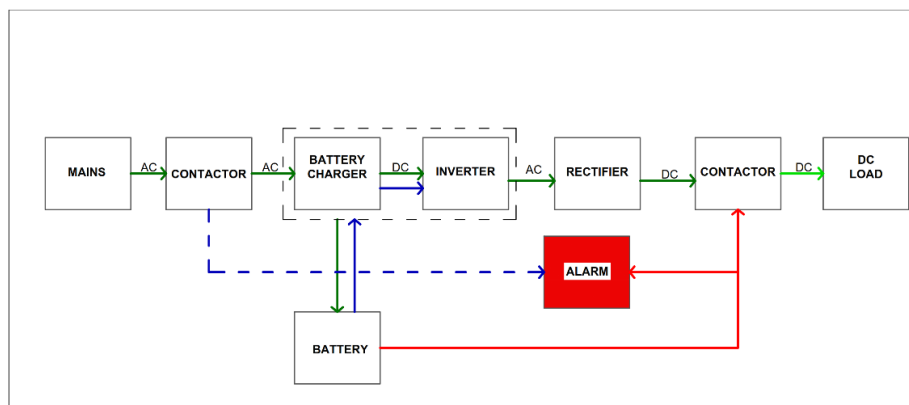 MAINS
AC
CONTACTOR
AC
BATTERY
CHARGER
DC
INVERTER
AC
RECTIFIER
DC
CONTACTOR
DC
DC
LOAD
ALARM
BATTERY